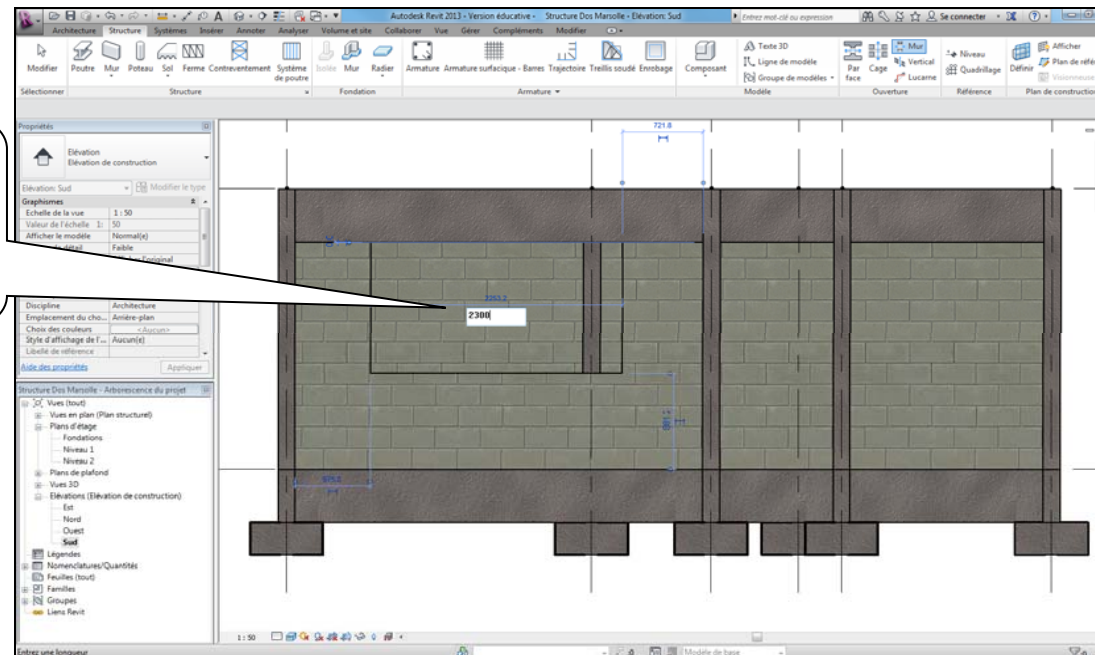 Autodesk Revit 2013 - Version éducative - Structure Dos Marsolle - Elévation: Sud
Entrez mot-clé ou expression
Se connecter
Architecture Structure Systèmes Insérer Annoter Analyser Volume et site Collaborer Vue Gérer Compléments Modifier
Modifier Poutre Mur Poteau Sol Ferme Contreventement Système de poutre Isolée Mur Radier Armature Armature surfacique - Barres Trajectoire Treillis soudé Enrobage Composant
Texte 3D
Ligne de modèle
Groupe de modèles
Par face Cage Mur
Vertical
Lucarne
Niveau
Quadrillage
Définir Afficher
Plan de réfé
Visionneuse
Sélectionner Structure Fondation Armature Modèle Ouverture Référence Plan de construction
Propriétés
Elévation
Elévation de construction
Elévation: Sud Modifier le type
Graphismes
Echelle de la vue 1 : 50
Valeur de l'échelle 1: 50
Afficher le modèle Normal(e)
Faible
Discipline Architecture
Emplacement du cho... Arrière-plan
Choix des couleurs <Aucun>
Style d'affichage de l'... Aucun(e)
Libellé de référence
Aide des propriétés Appliquer
Structure Dos Marsolle - Arborescence du projet
Vues (tout)
Vues en plan (Plan structurel)
Plans d'étage
Fondations
Niveau 1
Niveau 2
Plans de plafond
Vues 3D
Elévations (Elévation de construction)
Est
Nord
Ouest
Sud
Légendes
Nomenclatures/Quantités
Feuilles (tout)
Familles
Groupes
Liens Revit
721.8
2300
1 : 50
Entrez une longueur
Modèle de base